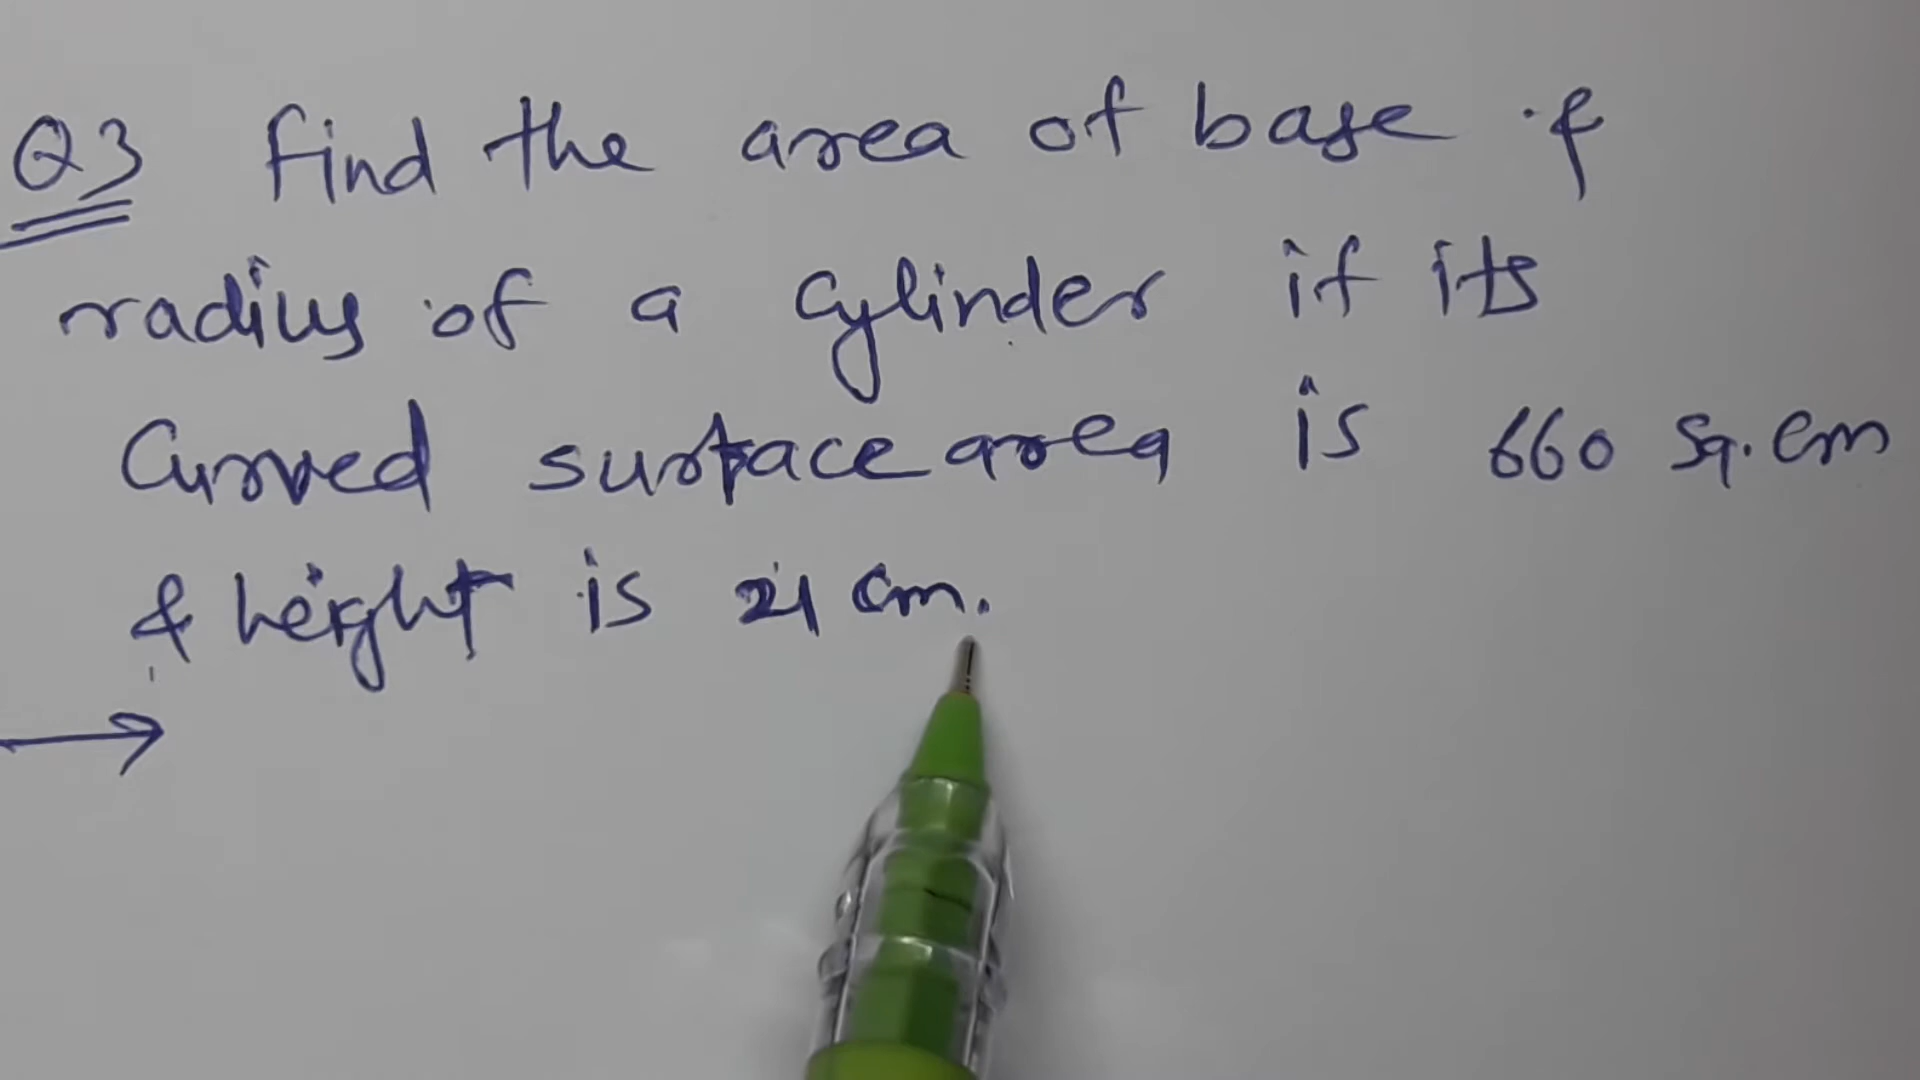 Q3 Find the area of base &
radius of a cylinder if its
Curved surface area is 660 sq. cm
& height is 21 cm.